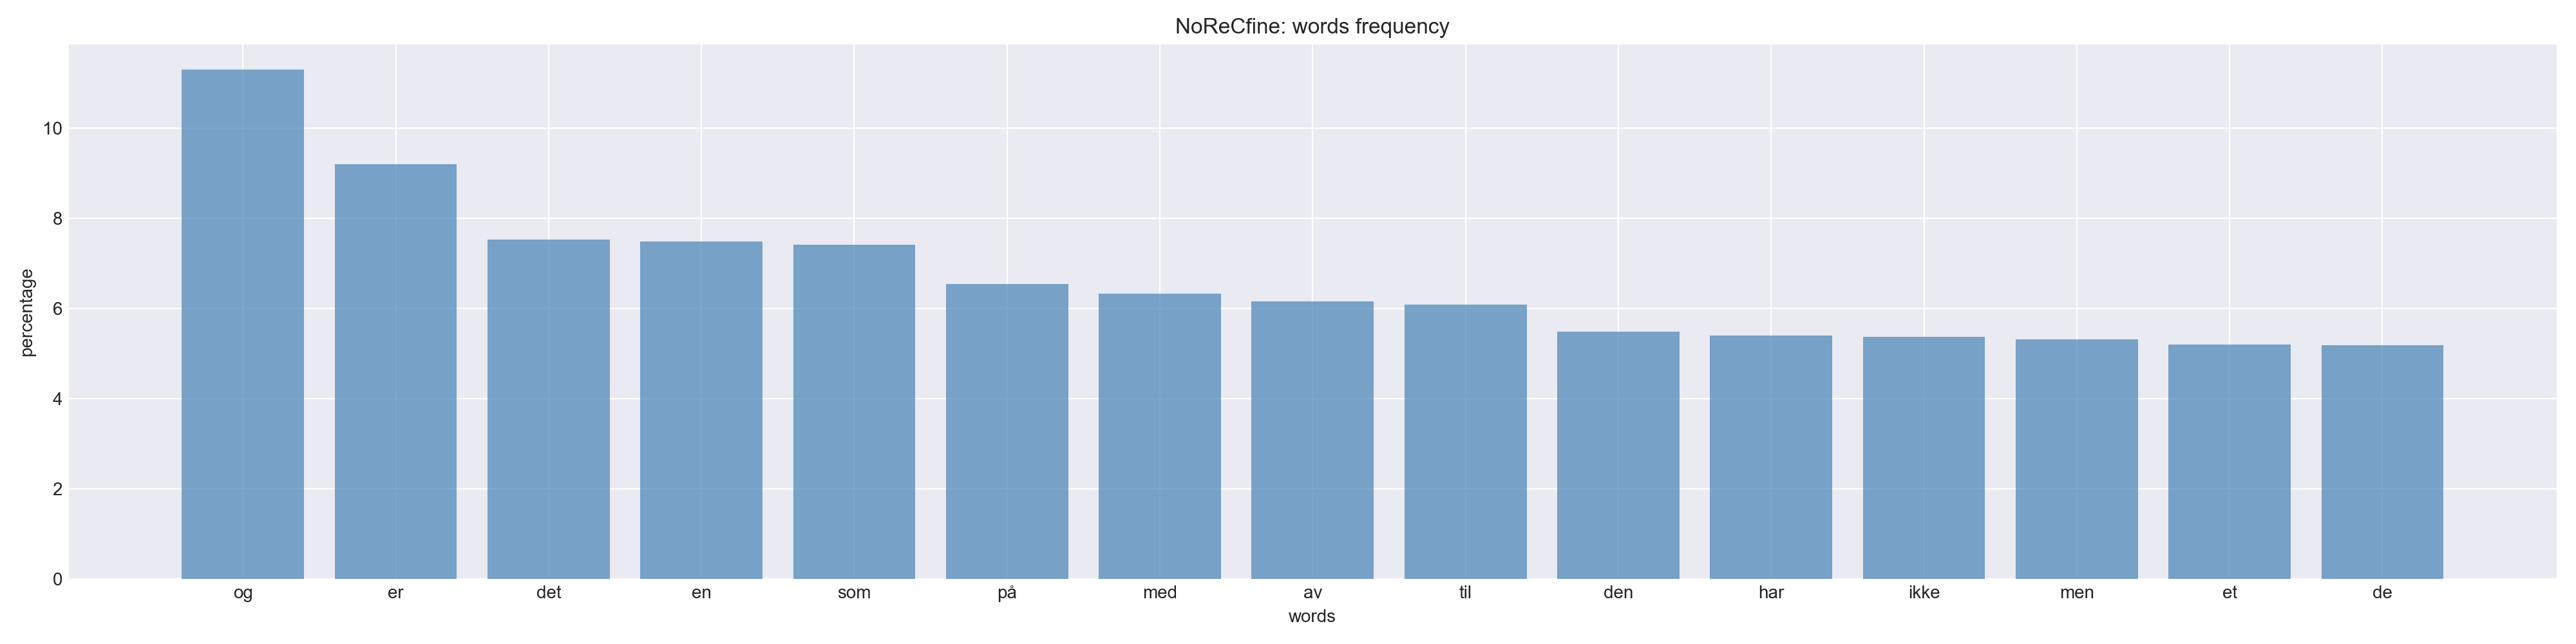 NoReCfine: words frequency
percentage
10
8
6
4
2
0
og er det en som på med av til den har ikke men et de
words